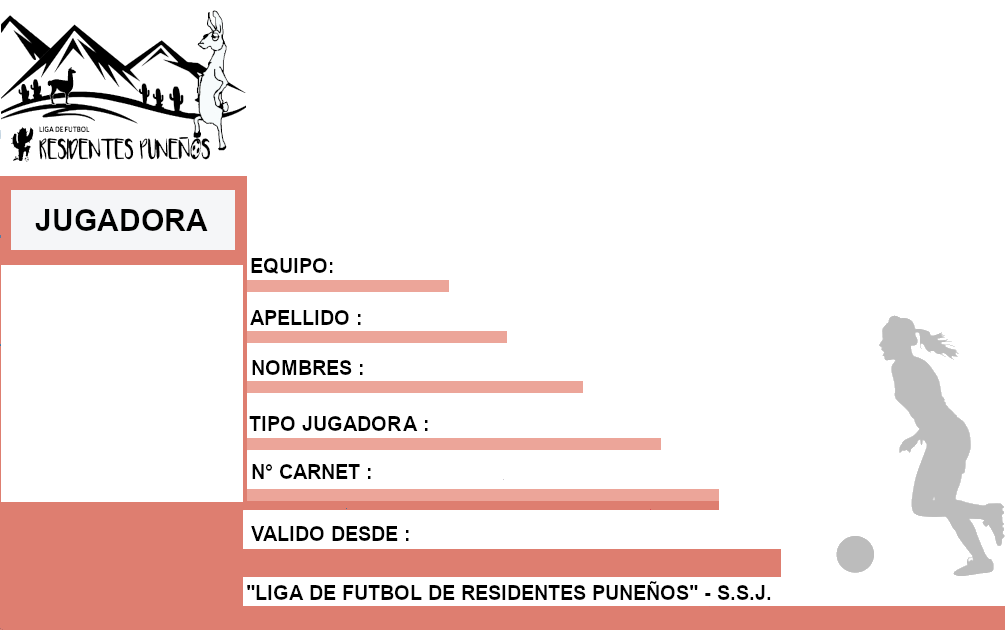 LIGA DE FUTBOL
RESIDENTES PUNEÑOS
JUGADORA
EQUIPO:
APELLIDO :
NOMBRES :
TIPO JUGADORA :
N° CARNET :
VALIDO DESDE :
"LIGA DE FUTBOL DE RESIDENTES PUNEÑOS" - S.S.J.